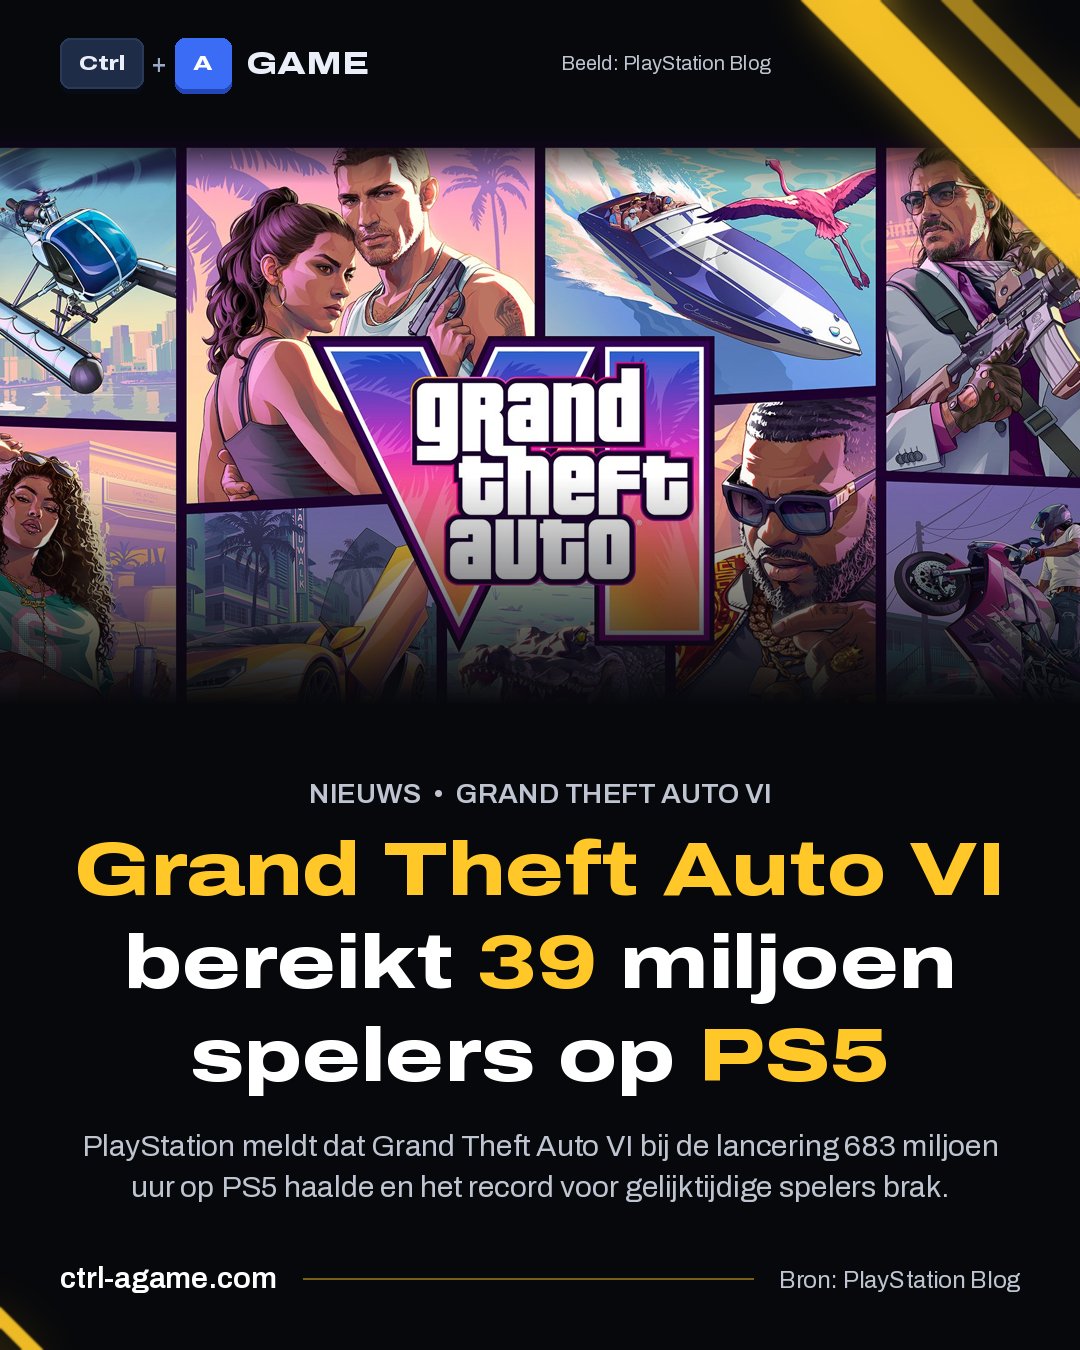 Ctrl + A GAME
Beeld: PlayStation Blog
VI
grand
theft
auto
NIEUWS • GRAND THEFT AUTO VI
Grand Theft Auto VI
bereikt 39 miljoen
spelers op PS5
PlayStation meldt dat Grand Theft Auto VI bij de lancering 683 miljoen
uur op PS5 haalde en het record voor gelijktijdige spelers brak.
ctrl-agame.com
Bron: PlayStation Blog